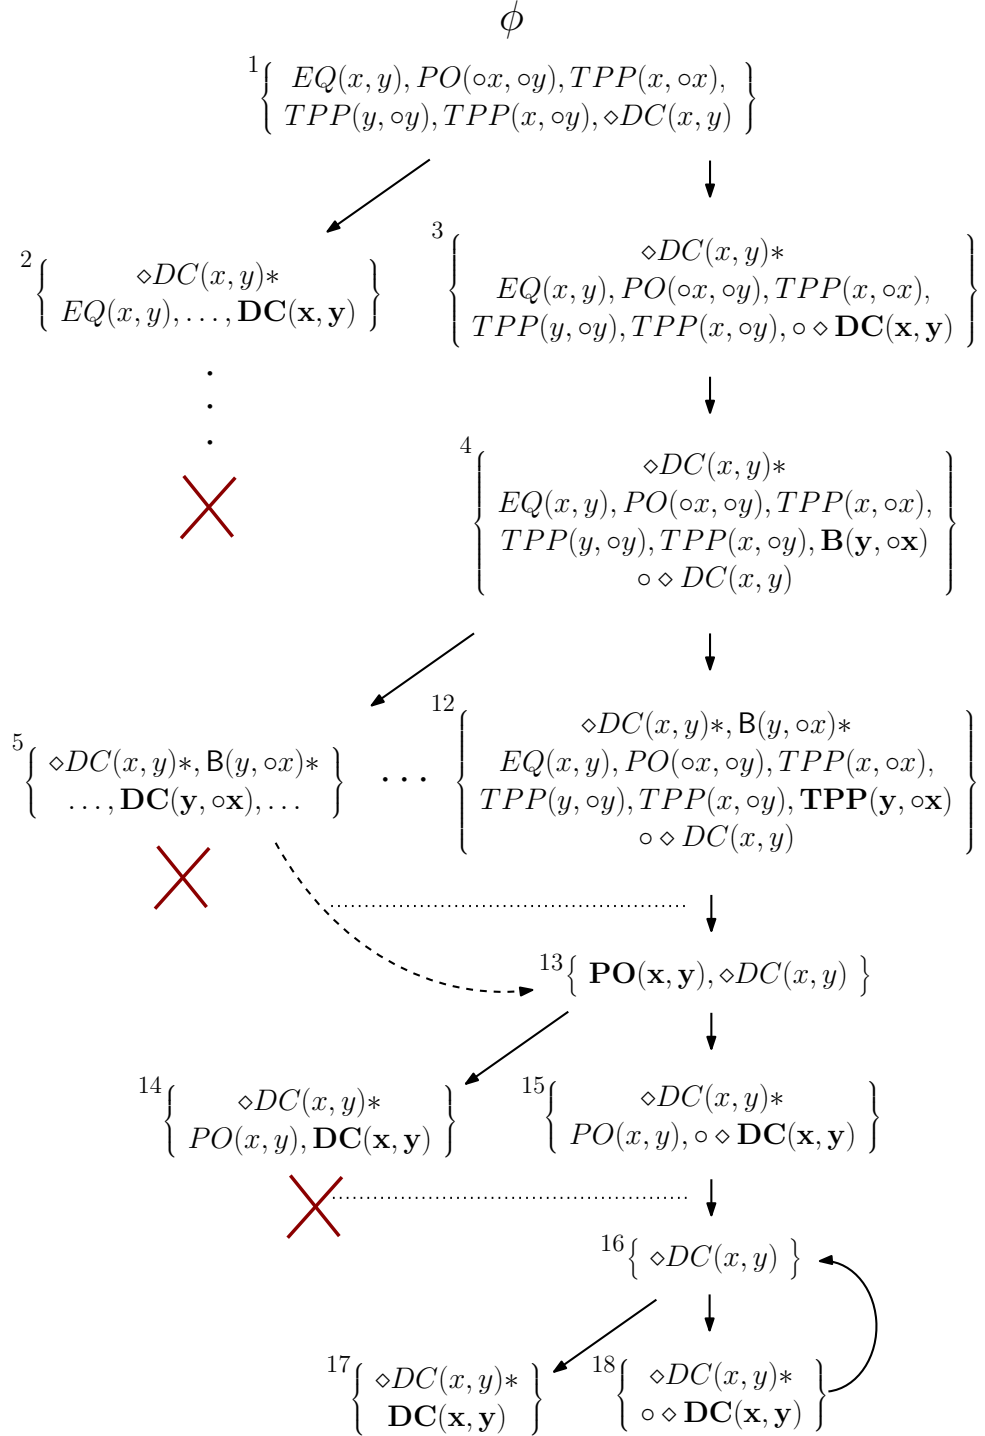 ϕ
1 { EQ(x, y), PO(∘x, ∘y), TPP(x, ∘x),
TPP(y, ∘y), TPP(x, ∘y), ⋄DC(x, y) }
2 { ⋄DC(x, y)∗
EQ(x, y), . . . , DC(x, y) }
3 { ⋄DC(x, y)∗
EQ(x, y), PO(∘x, ∘y), TPP(x, ∘x),
TPP(y, ∘y), TPP(x, ∘y), ∘ ⋄ DC(x, y) }
4 { ⋄DC(x, y)∗
EQ(x, y), PO(∘x, ∘y), TPP(x, ∘x),
TPP(y, ∘y), TPP(x, ∘y), B(y, ∘x)
∘ ⋄ DC(x, y) }
5 { ⋄DC(x, y)∗, B(y, ∘x)∗
. . . , DC(y, ∘x), . . . }
. . .
12 { ⋄DC(x, y)∗, B(y, ∘x)∗
EQ(x, y), PO(∘x, ∘y), TPP(x, ∘x),
TPP(y, ∘y), TPP(x, ∘y), TPP(y, ∘x)
∘ ⋄ DC(x, y) }
13 { PO(x, y), ⋄DC(x, y) }
14 { ⋄DC(x, y)∗
PO(x, y), DC(x, y) }
15 { ⋄DC(x, y)∗
PO(x, y), ∘ ⋄ DC(x, y) }
16 { ⋄DC(x, y) }
17 { ⋄DC(x, y)∗
DC(x, y) }
18 { ⋄DC(x, y)∗
∘ ⋄ DC(x, y) }